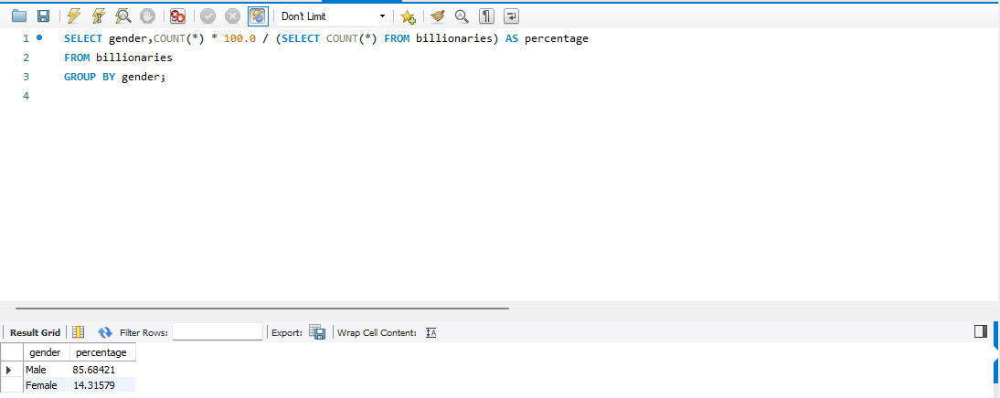 Don't Limit
1 SELECT gender,COUNT(*) * 100.0 / (SELECT COUNT(*) FROM billionaries) AS percentage
2 FROM billionaries
3 GROUP BY gender;
4
Result Grid Filter Rows: Export: Wrap Cell Content: IA
gender percentage
Male 85.68421
Female 14.31579